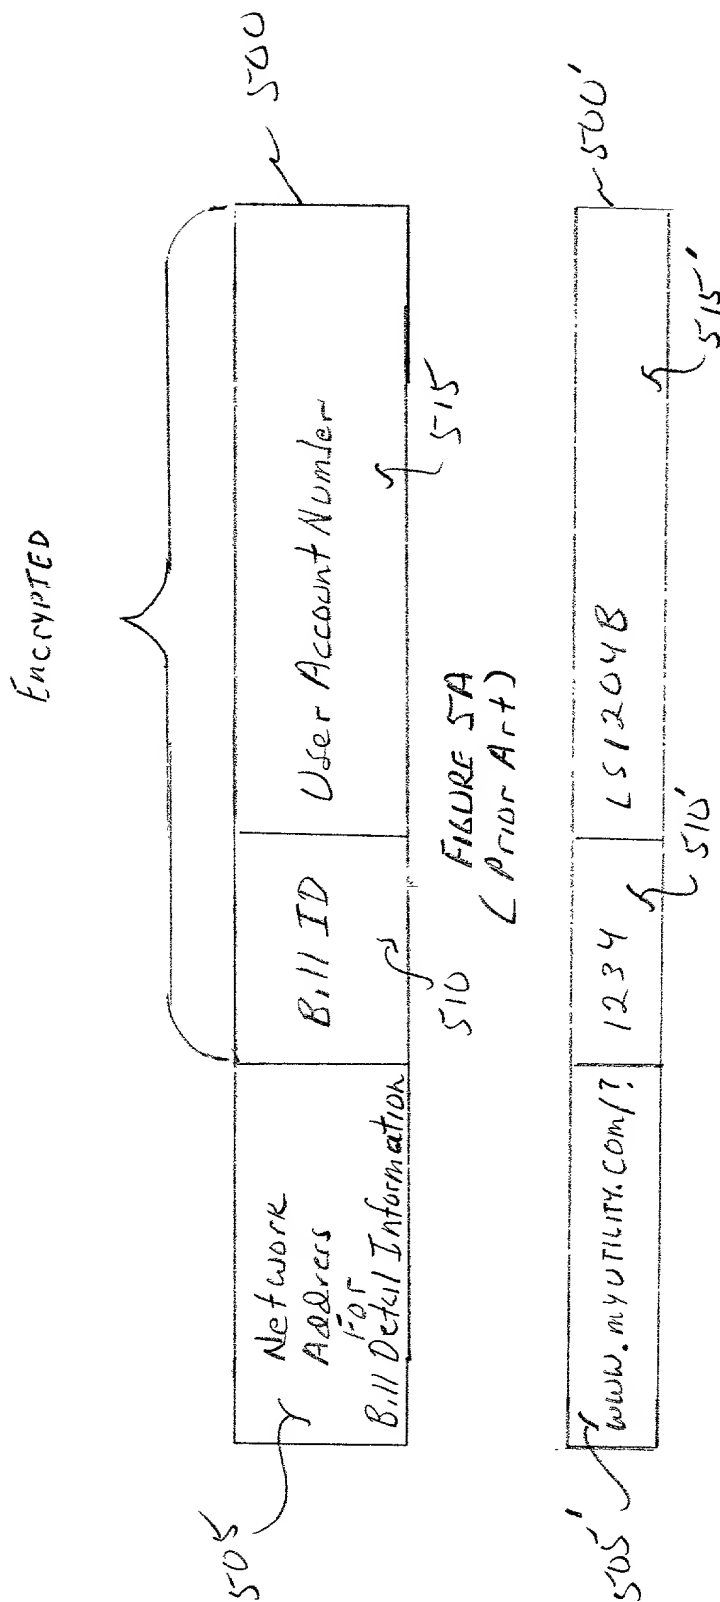 Encrypted
500
Network
Address
For
Bill Detail Information
Bill ID
User Account Number
505
510
515
FIGURE 5A
(Prior Art)
500'
www.myutility.com/?
1234
LS1204B
505'
510'
515'